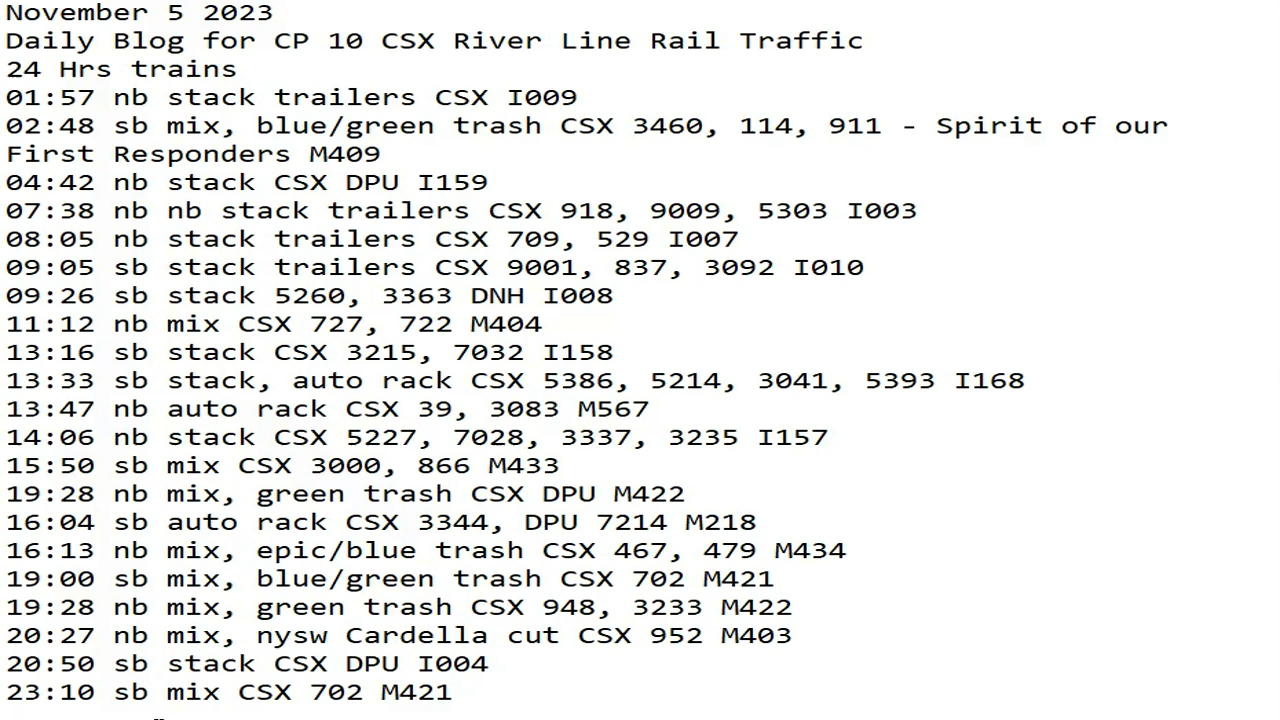 November 5 2023
Daily Blog for CP 10 CSX River Line Rail Traffic
24 Hrs trains
01:57 nb stack trailers CSX I009
02:48 sb mix, blue/green trash CSX 3460, 114, 911 - Spirit of our
First Responders M409
04:42 nb stack CSX DPU I159
07:38 nb nb stack trailers CSX 918, 9009, 5303 I003
08:05 nb stack trailers CSX 709, 529 I007
09:05 sb stack trailers CSX 9001, 837, 3092 I010
09:26 sb stack 5260, 3363 DNH I008
11:12 nb mix CSX 727, 722 M404
13:16 sb stack CSX 3215, 7032 I158
13:33 sb stack, auto rack CSX 5386, 5214, 3041, 5393 I168
13:47 nb auto rack CSX 39, 3083 M567
14:06 nb stack CSX 5227, 7028, 3337, 3235 I157
15:50 sb mix CSX 3000, 866 M433
19:28 nb mix, green trash CSX DPU M422
16:04 sb auto rack CSX 3344, DPU 7214 M218
16:13 nb mix, epic/blue trash CSX 467, 479 M434
19:00 sb mix, blue/green trash CSX 702 M421
19:28 nb mix, green trash CSX 948, 3233 M422
20:27 nb mix, nysw Cardella cut CSX 952 M403
20:50 sb stack CSX DPU I004
23:10 sb mix CSX 702 M421